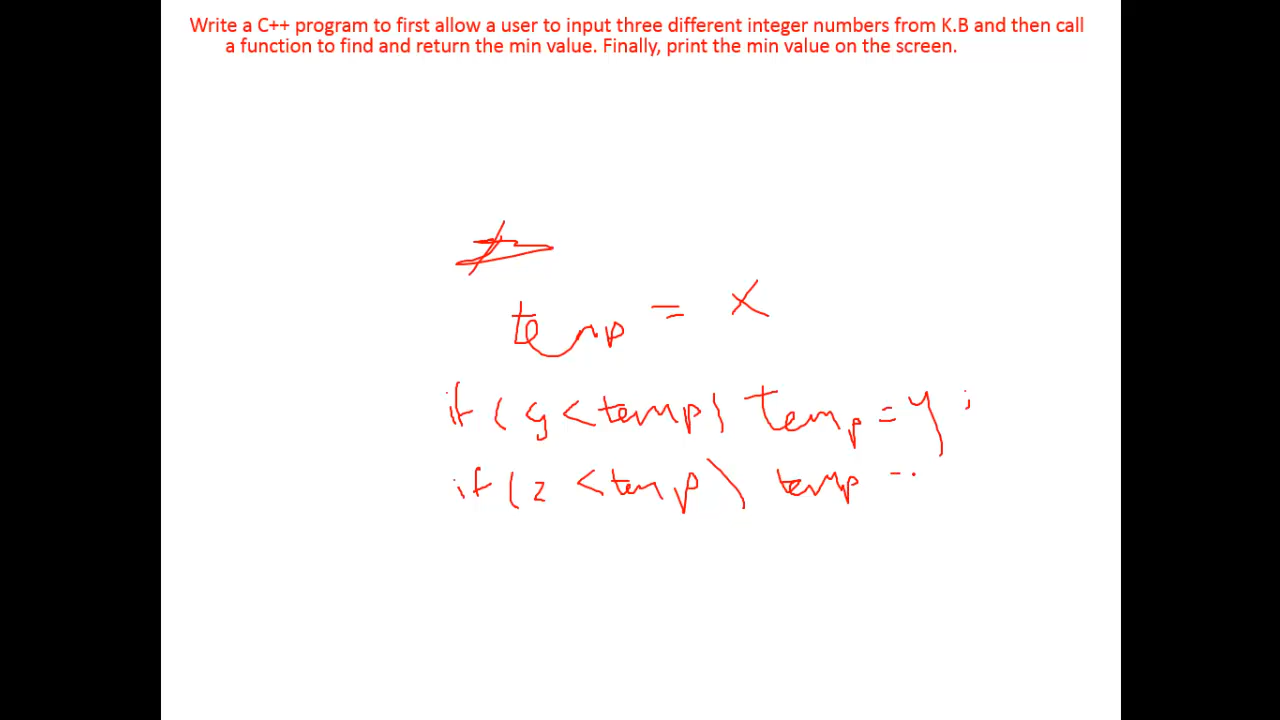 Write a C++ program to first allow a user to input three different integer numbers from K.B and then call
a function to find and return the min value. Finally, print the min value on the screen.
temp = x
if ( y < temp ) temp = y ;
if ( z < temp ) temp =